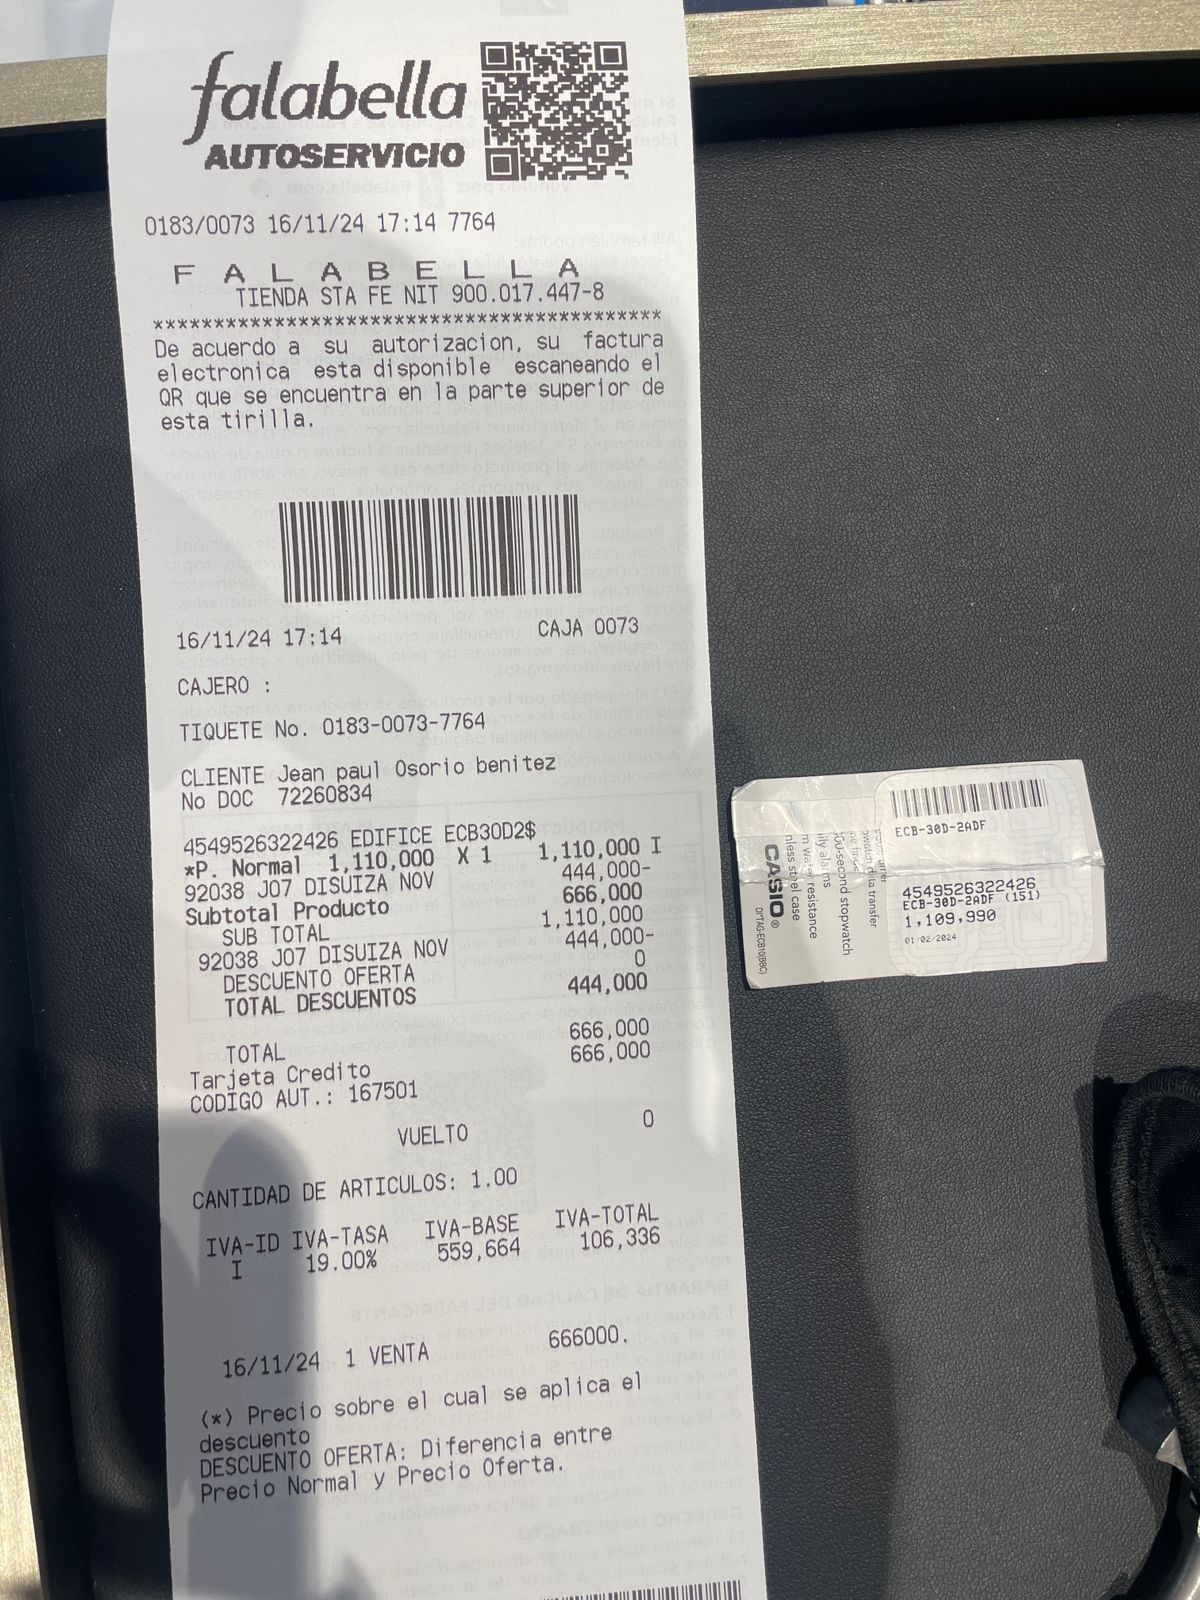 falabella
AUTOSERVICIO
0183/0073 16/11/24 17:14 7764
F A L A B E L L A
TIENDA STA FE NIT 900.017.447-8
******************************************
De acuerdo a su autorizacion, su factura
electronica esta disponible escaneando el
QR que se encuentra en la parte superior de
esta tirilla.
16/11/24 17:14 CAJA 0073
CAJERO :
TIQUETE No. 0183-0073-7764
CLIENTE Jean paul Osorio benitez
No DOC 72260834
4549526322426 EDIFICE ECB30D2$
*P. Normal 1,110,000 X 1 1,110,000 I
92038 J07 DISUIZA NOV 444,000-
Subtotal Producto 666,000
SUB TOTAL 1,110,000
92038 J07 DISUIZA NOV 444,000-
DESCUENTO OFERTA 0
TOTAL DESCUENTOS 444,000
TOTAL 666,000
Tarjeta Credito 666,000
CODIGO AUT.: 167501
VUELTO 0
CANTIDAD DE ARTICULOS: 1.00
IVA-ID IVA-TASA IVA-BASE IVA-TOTAL
I 19.00% 559,664 106,336
16/11/24 1 VENTA 666000.
(*) Precio sobre el cual se aplica el
descuento
DESCUENTO OFERTA: Diferencia entre
Precio Normal y Precio Oferta.
ECB-30D-2ADF
4549526322426
ECB-30D-2ADF (151)
1,109,990
01/02/2024
data transfer
-second stopwatch
ily alarms
m water resistance
nless steel case
CASIO®